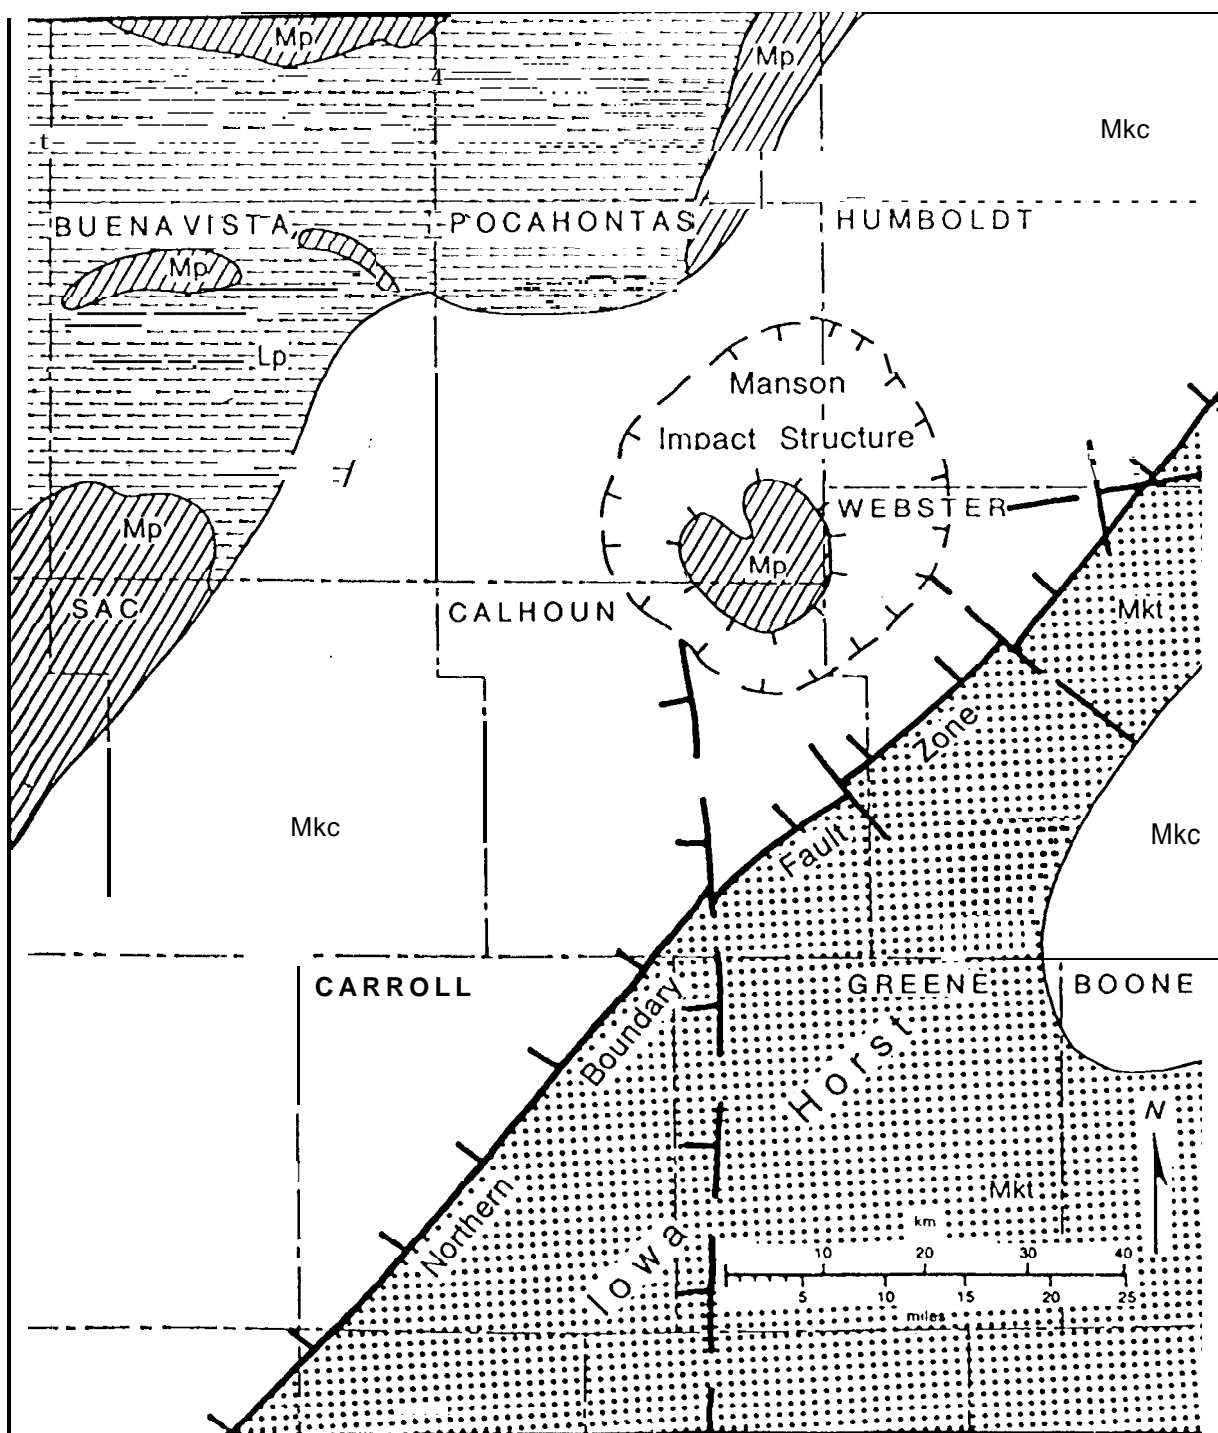 Mp
Mp
4
Mkc
t
BUENA VISTA
POCAHONTAS
HUMBOLDT
Mp
Lp
Manson
Impact Structure
Mp
WEBSTER
Mp
SAC
CALHOUN
Mkt
Zone
Mkc
Fault
Mkc
CARROLL
Boundary
GREENE
BOONE
Horst
N
Northern
Mkt
Iowa
km
10 20 30 40
5 10 15 20 25
miles